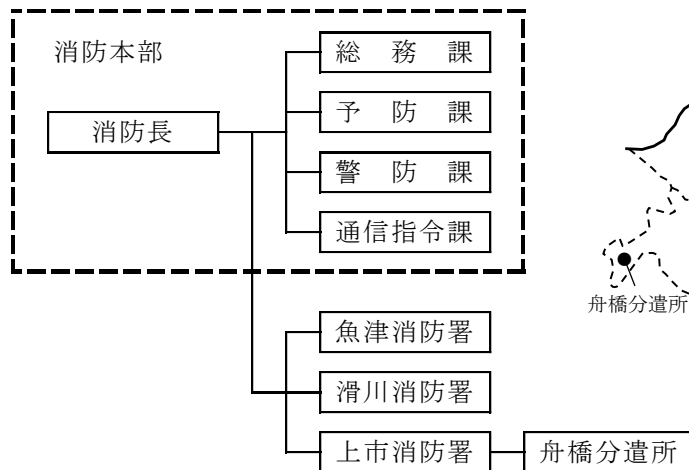 消防本部
総務課
消防長
予防課
警防課
通信指令課
舟橋分遣所
魚津消防署
滑川消防署
上市消防署
舟橋分遣所